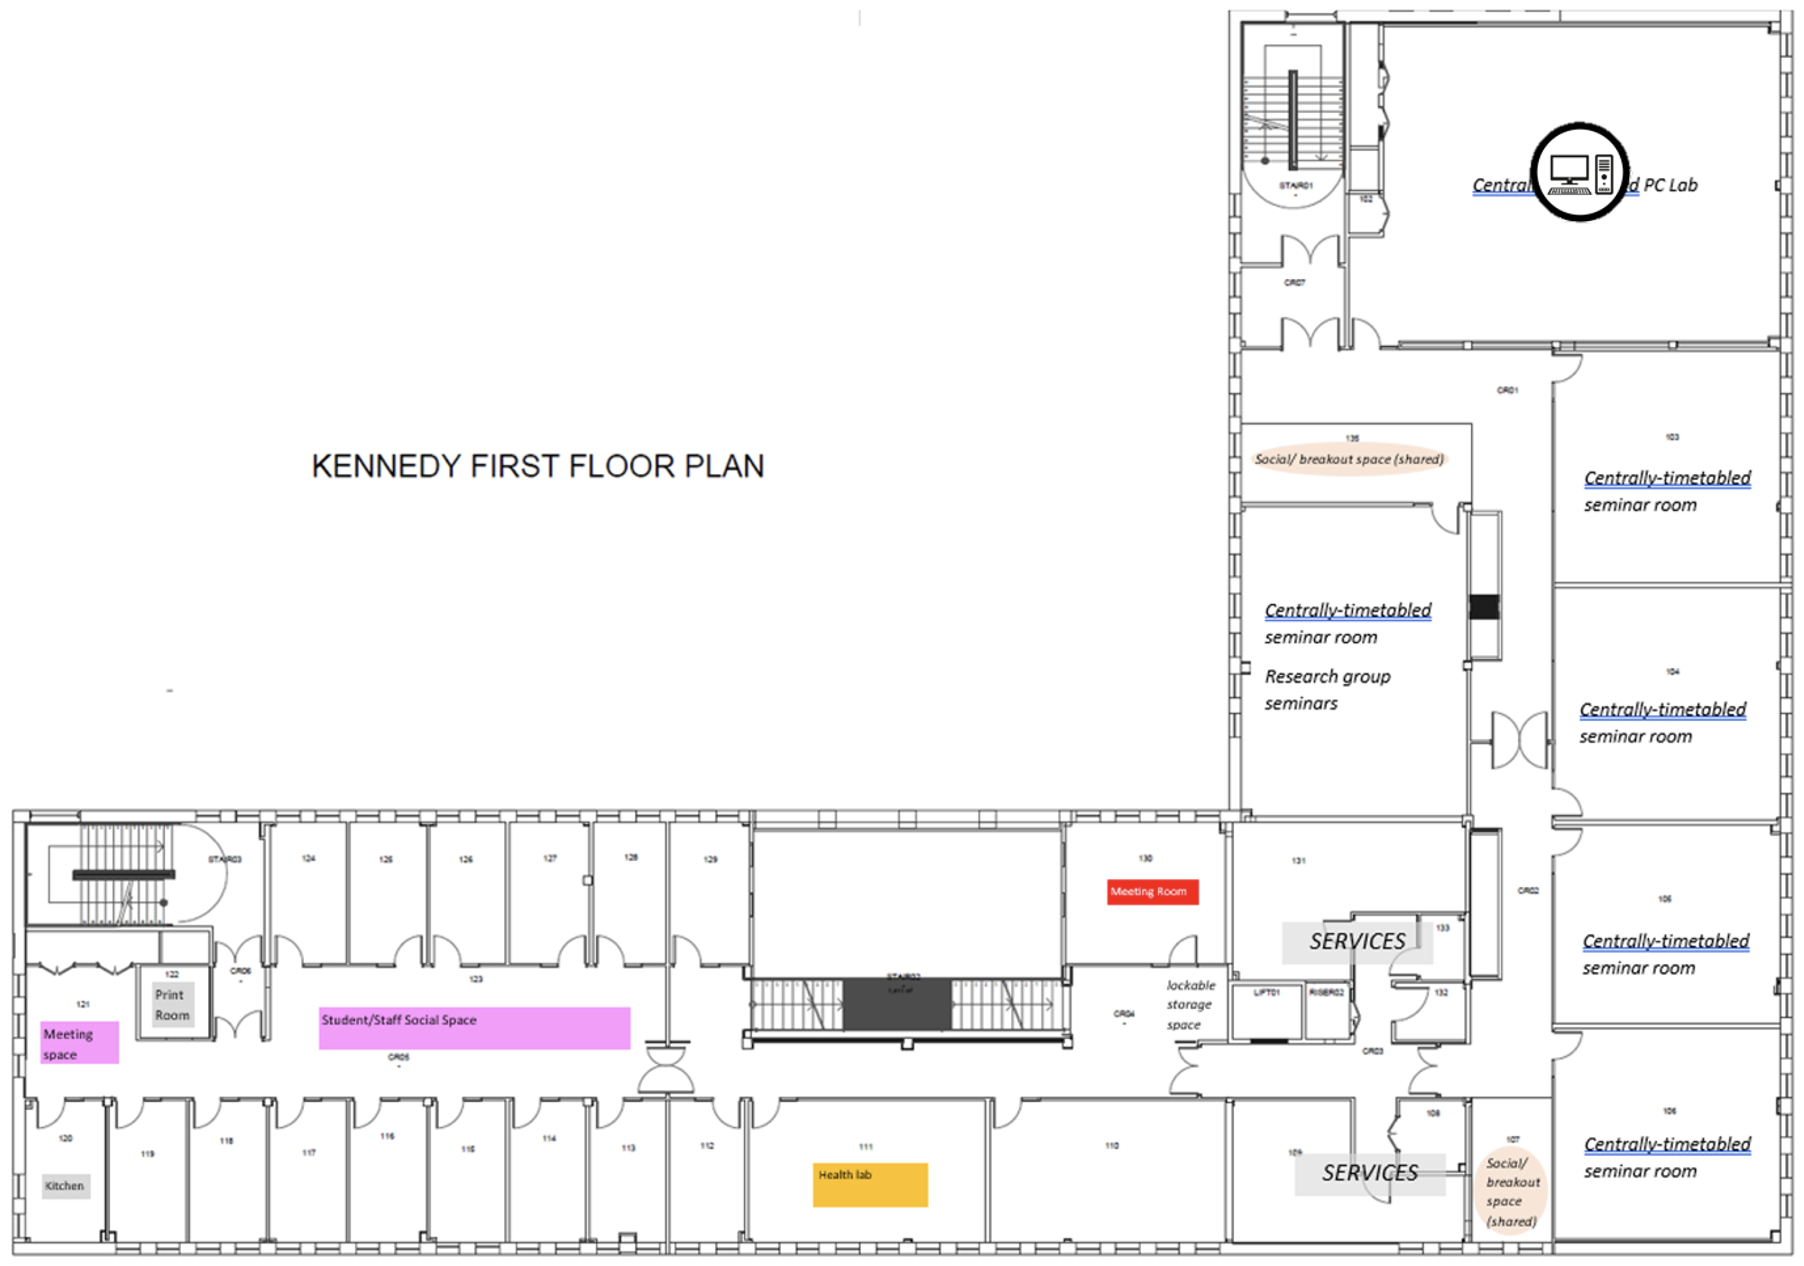 STAIR01
102
Central
d PC Lab
CR07
CR01
135
Social/ breakout space (shared)
103
Centrally-timetabled
seminar room
KENNEDY FIRST FLOOR PLAN
Centrally-timetabled
seminar room
Research group
seminars
104
Centrally-timetabled
seminar room
STAIR03
124
125
126
127
128
129
130
Meeting Room
131
CR02
105
Centrally-timetabled
seminar room
SERVICES
133
122
Print
Room
CR06
123
Student/Staff Social Space
121
Meeting
space
CR05
STAIR02
CR04
lockable
storage
space
LIFT01
RISER02
132
CR03
120
Kitchen
119
118
117
116
115
114
113
112
111
Health lab
110
109
SERVICES
108
107
Social/
breakout
space
(shared)
106
Centrally-timetabled
seminar room